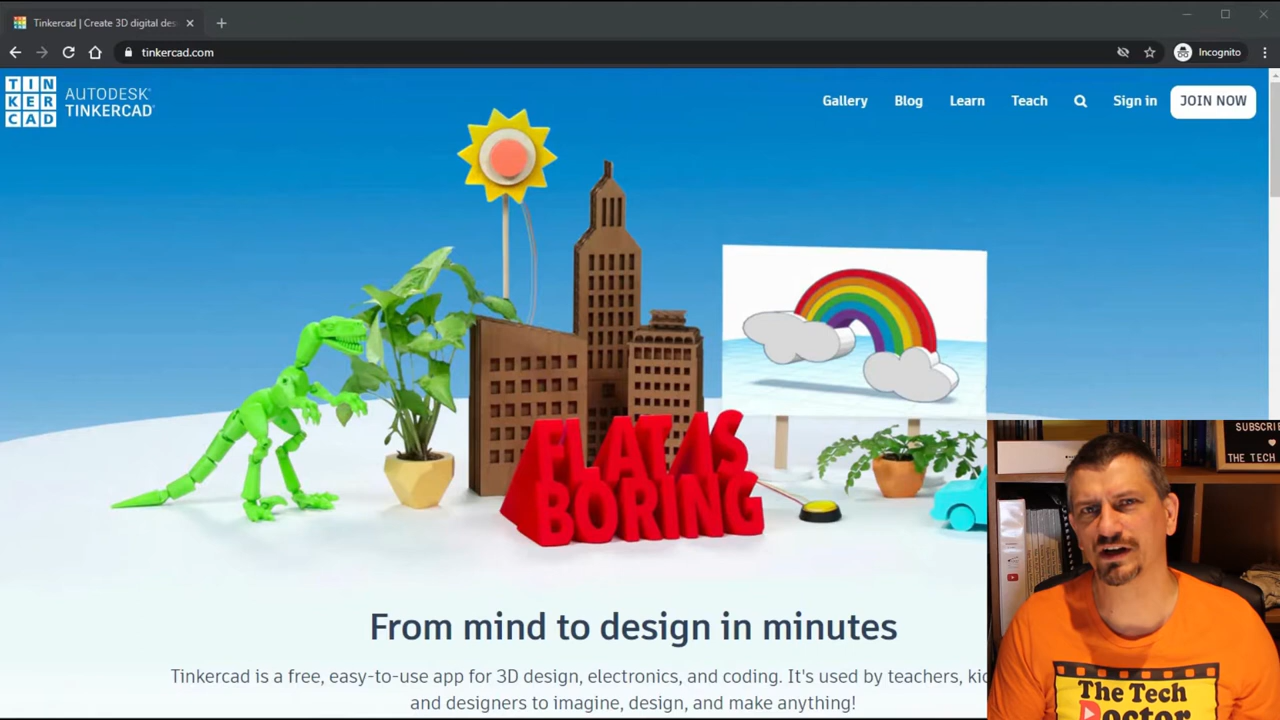 Tinkercad | Create 3D digital des
tinkercad.com
Incognito
TIN
KER
CAD
AUTODESK®
TINKERCAD®
Gallery
Blog
Learn
Teach
Sign in
JOIN NOW
FLAT IS
BORING
From mind to design in minutes
Tinkercad is a free, easy-to-use app for 3D design, electronics, and coding. It's used by teachers, kid
and designers to imagine, design, and make anything!
SUBSCRIBE
THE TECH
The Tech
Doctor